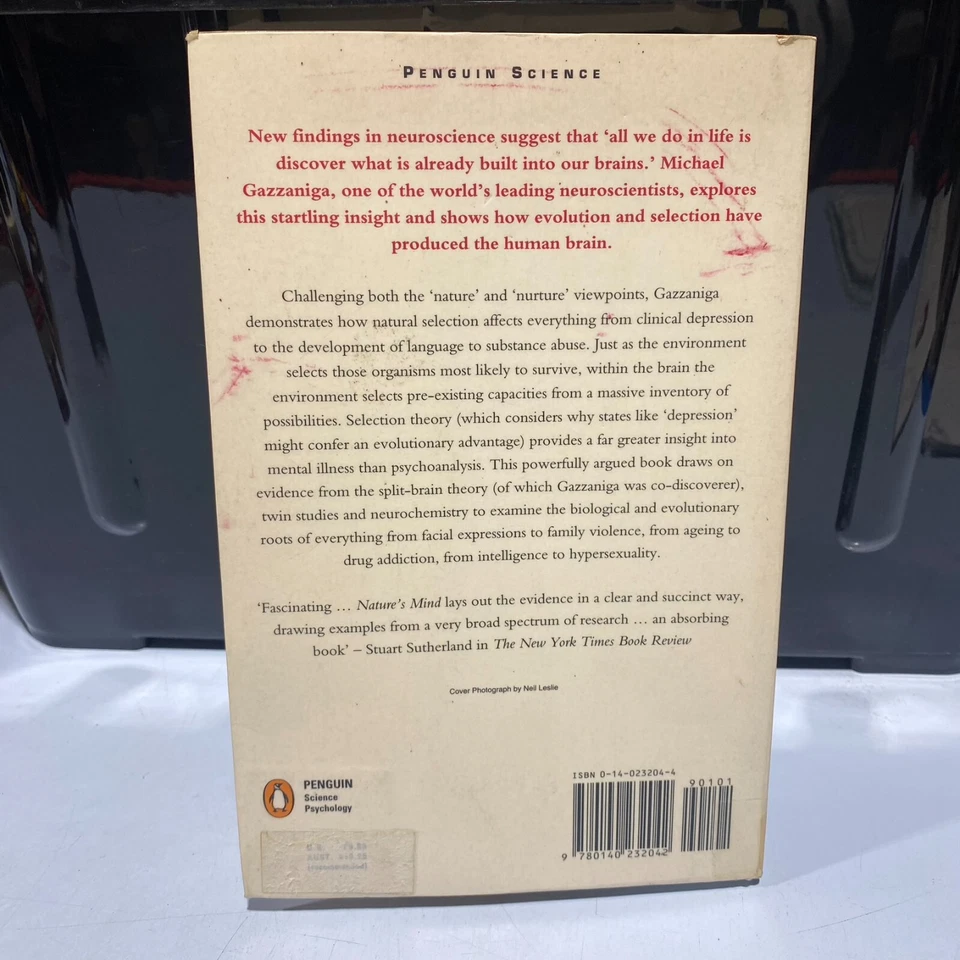 PENGUIN SCIENCE
New findings in neuroscience suggest that ‘all we do in life is
discover what is already built into our brains.’ Michael
Gazzaniga, one of the world’s leading neuroscientists, explores
this startling insight and shows how evolution and selection have
produced the human brain.
Challenging both the ‘nature’ and ‘nurture’ viewpoints, Gazzaniga
demonstrates how natural selection affects everything from clinical depression
to the development of language to substance abuse. Just as the environment
selects those organisms most likely to survive, within the brain the
environment selects pre-existing capacities from a massive inventory of
possibilities. Selection theory (which considers why states like ‘depression’
might confer an evolutionary advantage) provides a far greater insight into
mental illness than psychoanalysis. This powerfully argued book draws on
evidence from the split-brain theory (of which Gazzaniga was co-discoverer),
twin studies and neurochemistry to examine the biological and evolutionary
roots of everything from facial expressions to family violence, from ageing to
drug addiction, from intelligence to hypersexuality.
‘Fascinating … Nature’s Mind lays out the evidence in a clear and succinct way,
drawing examples from a very broad spectrum of research … an absorbing
book’ – Stuart Sutherland in The New York Times Book Review
Cover Photograph by Neil Leslie
PENGUIN
Science
Psychology
ISBN 0-14-023204-4
90101
9 780140 232042